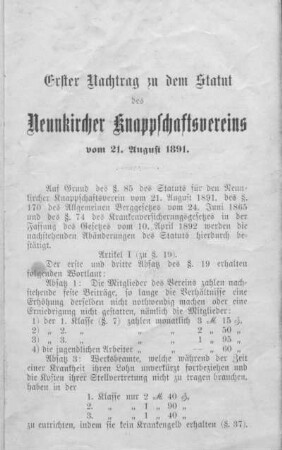 Erster Nachtrag zu dem Statut
des
Neunkircher Knappschaftsvereins
vom 21. August 1891.
Auf Grund des §. 85 des Statuts für den Neun-
kircher Knappschaftsverein vom 21. August 1891, des §.
170 des Allgemeinen Berggesetzes vom 24. Juni 1865
und des §. 74 des Krankenversicherungsgesetzes in der
Fassung des Gesetzes vom 10. April 1892 werden die
nachstehenden Abänderungen des Statuts hierdurch be-
stätigt.
Artikel I (zu §. 19).
Der erste und dritte Absatz des §. 19 erhalten
folgenden Wortlaut:
Absatz 1: Die Mitglieder des Vereins zahlen nach-
stehende feste Beiträge, so lange die Verhältnisse eine
Erhöhung derselben nicht nothwendig machen oder eine
Erniedrigung nicht gestatten, nämlich die Mitglieder:
1) der 1. Klasse (§. 7) zahlen monatlich 3 M 15 ₰,
2) „ 2. „ „ „ 2 „ 50 „
3) „ 3. „ „ „ 1 „ 95 „
4) die jugendlichen Arbeiter „ „ – „ 60 „
Absatz 3: Werksbeamte, welche während der Zeit
einer Krankheit ihren Lohn unverkürzt fortbeziehen
und die Kosten ihrer Stellvertretung nicht zu tragen
brauchen, haben in der
1. Klasse nur 2 M 40 ₰,
2. „ „ 1 „ 90 „
3. „ „ 1 „ 40 „
zu entrichten, indem sie kein Krankengeld erhalten (§. 37).